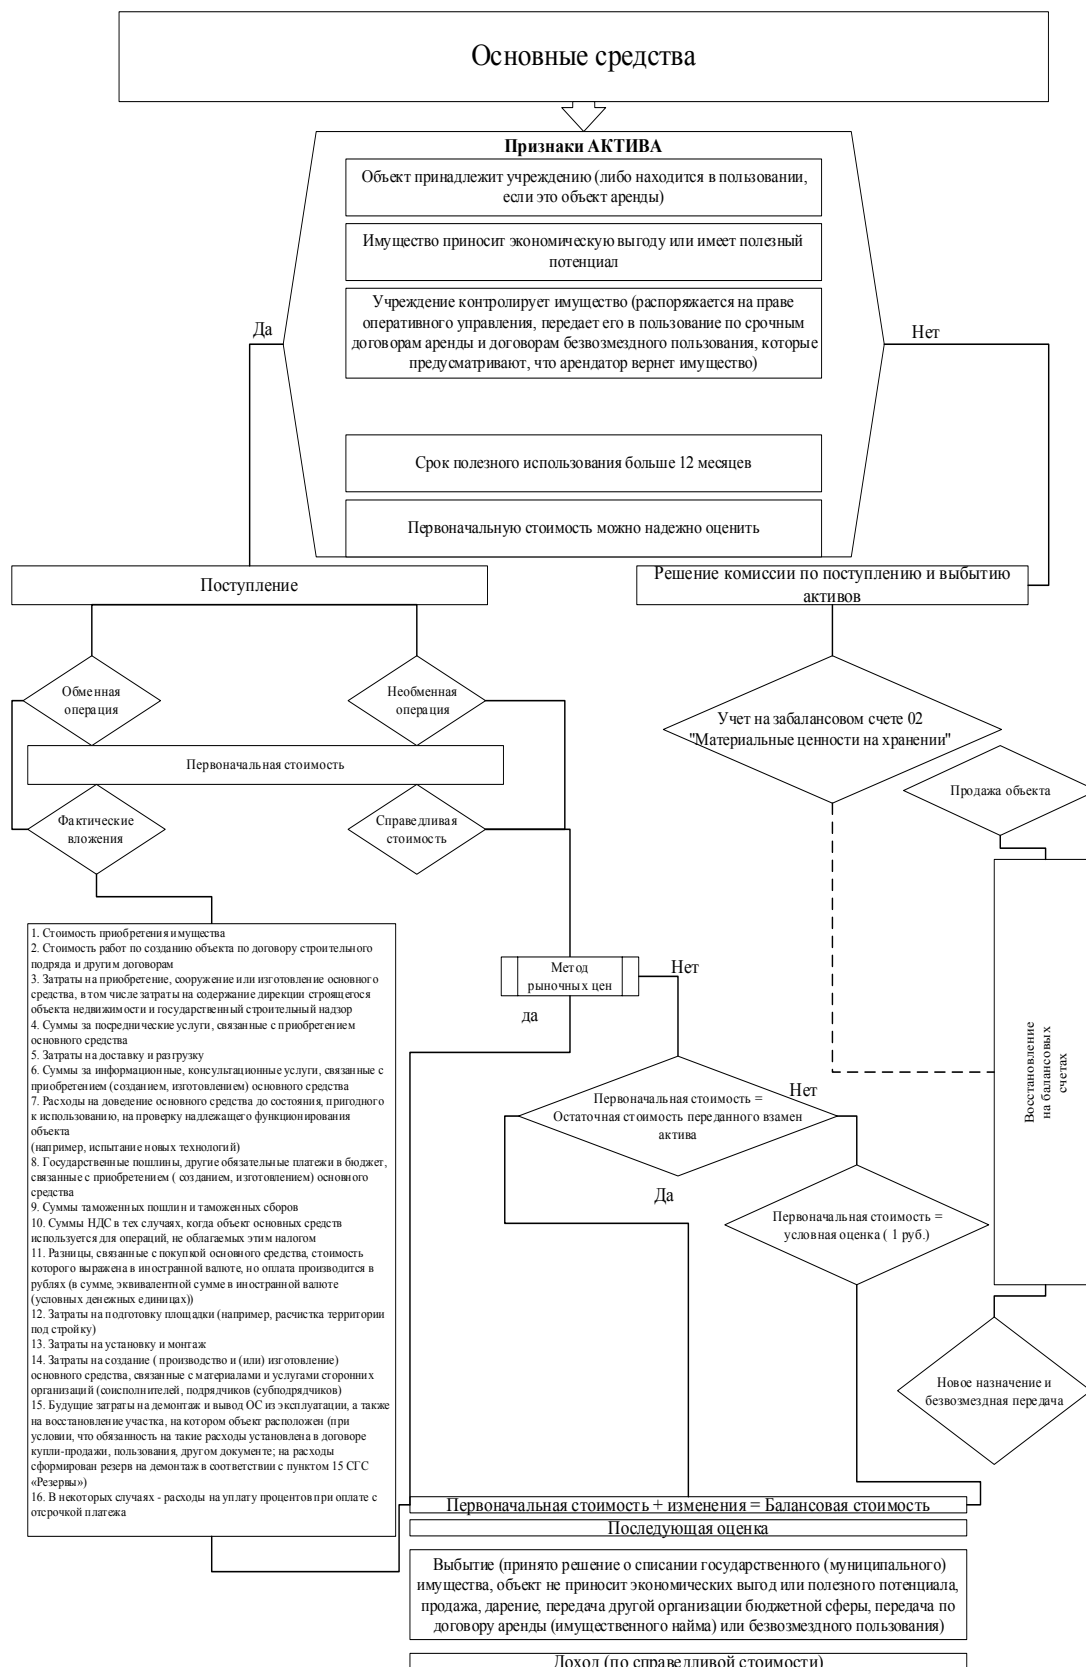 Основные средства
Признаки АКТИВА
Объект принадлежит учреждению (либо находится в пользовании,
если это объект аренды)
Имущество приносит экономическую выгоду или имеет полезный
потенциал
Учреждение контролирует имущество (распоряжается на праве
оперативного управления, передает его в пользование по срочным
договорам аренды и договорам безвозмездного пользования, которые
предусматривают, что арендатор вернет имущество)
Да
Нет
Срок полезного использования больше 12 месяцев
Первоначальную стоимость можно надежно оценить
Поступление
Решение комиссии по поступлению и выбытию
активов
Обменная
операция
Необменная
операция
Учет на забалансовом счете 02
"Материальные ценности на хранении"
Первоначальная стоимость
Продажа объекта
Фактические
вложения
Справедливая
стоимость
1. Стоимость приобретения имущества
2. Стоимость работ по созданию объекта по договору строительного
подряда и другим договорам
3. Затраты на приобретение, сооружение или изготовление основного
средства, в том числе затраты на содержание дирекции строящегося
объекта недвижимости и государственный строительный надзор
4. Суммы за посреднические услуги, связанные с приобретением
основного средства
5. Затраты на доставку и разгрузку
6. Суммы за информационные, консультационные услуги, связанные с
приобретением (созданием, изготовлением) основного средства
7. Расходы на доведение основного средства до состояния, пригодного
к использованию, на проверку надлежащего функционирования
объекта
(например, испытание новых технологий)
8. Государственные пошлины, другие обязательные платежи в бюджет,
связанные с приобретением ( созданием, изготовлением) основного
средства
9. Суммы таможенных пошлин и таможенных сборов
10. Суммы НДС в тех случаях, когда объект основных средств
используется для операций, не облагаемых этим налогом
11. Разницы, связанные с покупкой основного средства, стоимость
которого выражена в иностранной валюте, но оплата производится в
рублях (в сумме, эквивалентной сумме в иностранной валюте
(условных денежных единицах))
12. Затраты на подготовку площадки (например, расчистка территории
под стройку)
13. Затраты на установку и монтаж
14. Затраты на создание ( производство и (или) изготовление)
основного средства, связанные с материалами и услугами сторонних
организаций (соисполнителей, подрядчиков (субподрядчиков)
15. Будущие затраты на демонтаж и вывод ОС из эксплуатации, а также
на восстановление участка, на котором объект расположен (при
условии, что обязанность на такие расходы установлена в договоре
купли-продажи, пользования, другом документе; на расходы
сформирован резерв на демонтаж в соответствии с пунктом 15 СГС
«Резервы»)
16. В некоторых случаях - расходы на уплату процентов при оплате с
отсрочкой платежа
Метод
рыночных цен
Нет
да
Первоначальная стоимость =
Остаточная стоимость переданного взамен
актива
Нет
Да
Первоначальная стоимость =
условная оценка ( 1 руб.)
Восстановление
на балансовых
счетах
Новое назначение и
безвозмездная передача
Первоначальная стоимость + изменения = Балансовая стоимость
Последующая оценка
Выбытие (принято решение о списании государственного (муниципального)
имущества, объект не приносит экономических выгод или полезного потенциала,
продажа, дарение, передача другой организации бюджетной сферы, передача по
договору аренды (имущественного найма) или безвозмездного пользования)
Доход (по справедливой стоимости)